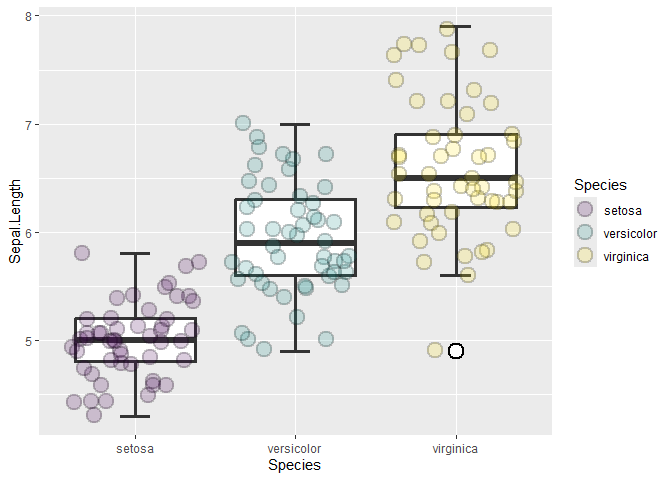 8
7
6
5
Sepal.Length
setosa
versicolor
virginica
Species
Species
setosa
versicolor
virginica